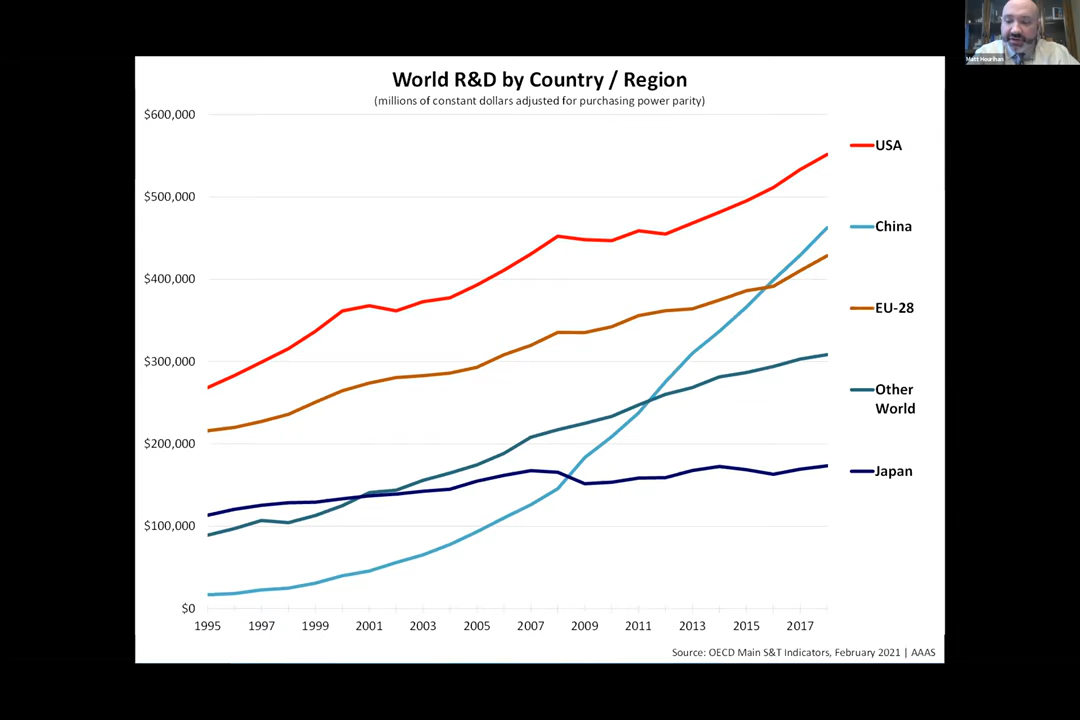 Matt Hourihan
World R&D by Country / Region
(millions of constant dollars adjusted for purchasing power parity)
$600,000
$500,000
$400,000
$300,000
$200,000
$100,000
$0
1995 1997 1999 2001 2003 2005 2007 2009 2011 2013 2015 2017
USA
China
EU-28
Other
World
Japan
Source: OECD Main S&T Indicators, February 2021 | AAAS